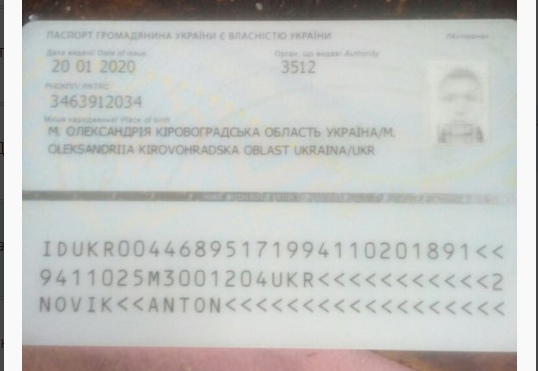 ПАСПОРТ ГРОМАДЯНИНА УКРАЇНИ Є ВЛАСНІСТЮ УКРАЇНИ
Дата видачі/ Date of issue
Орган, що видав/ Authority
20 01 2020
3512
РНОКПП/ RNTRC
3463912034
Місце народження/ Place of birth
М. ОЛЕКСАНДРІЯ КІРОВОГРАДСЬКА ОБЛАСТЬ УКРАЇНА/M.
OLEKSANDRIIA KIROVOHRADSKA OBLAST UKRAINA/UKR
IDUKR0044689517199411020‌1891<<
9411025M3001204UKR<<<<<<<<<<<2
NOVIK<<ANTON<<<<<<<<<<<<<<<<<<